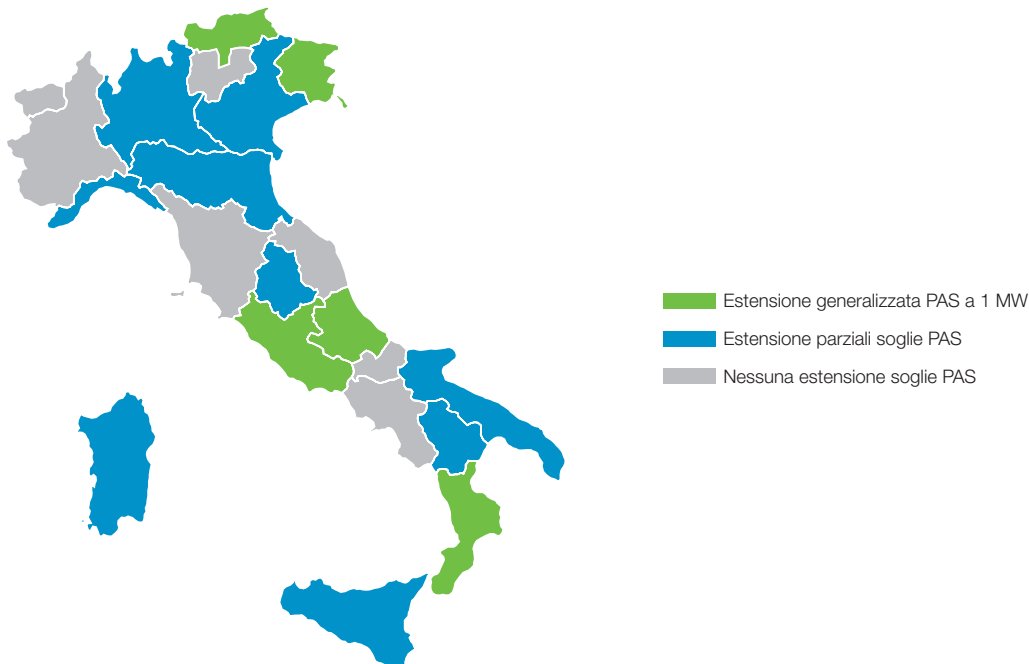 Estensione generalizzata PAS a 1 MW
Estensione parziali soglie PAS
Nessuna estensione soglie PAS